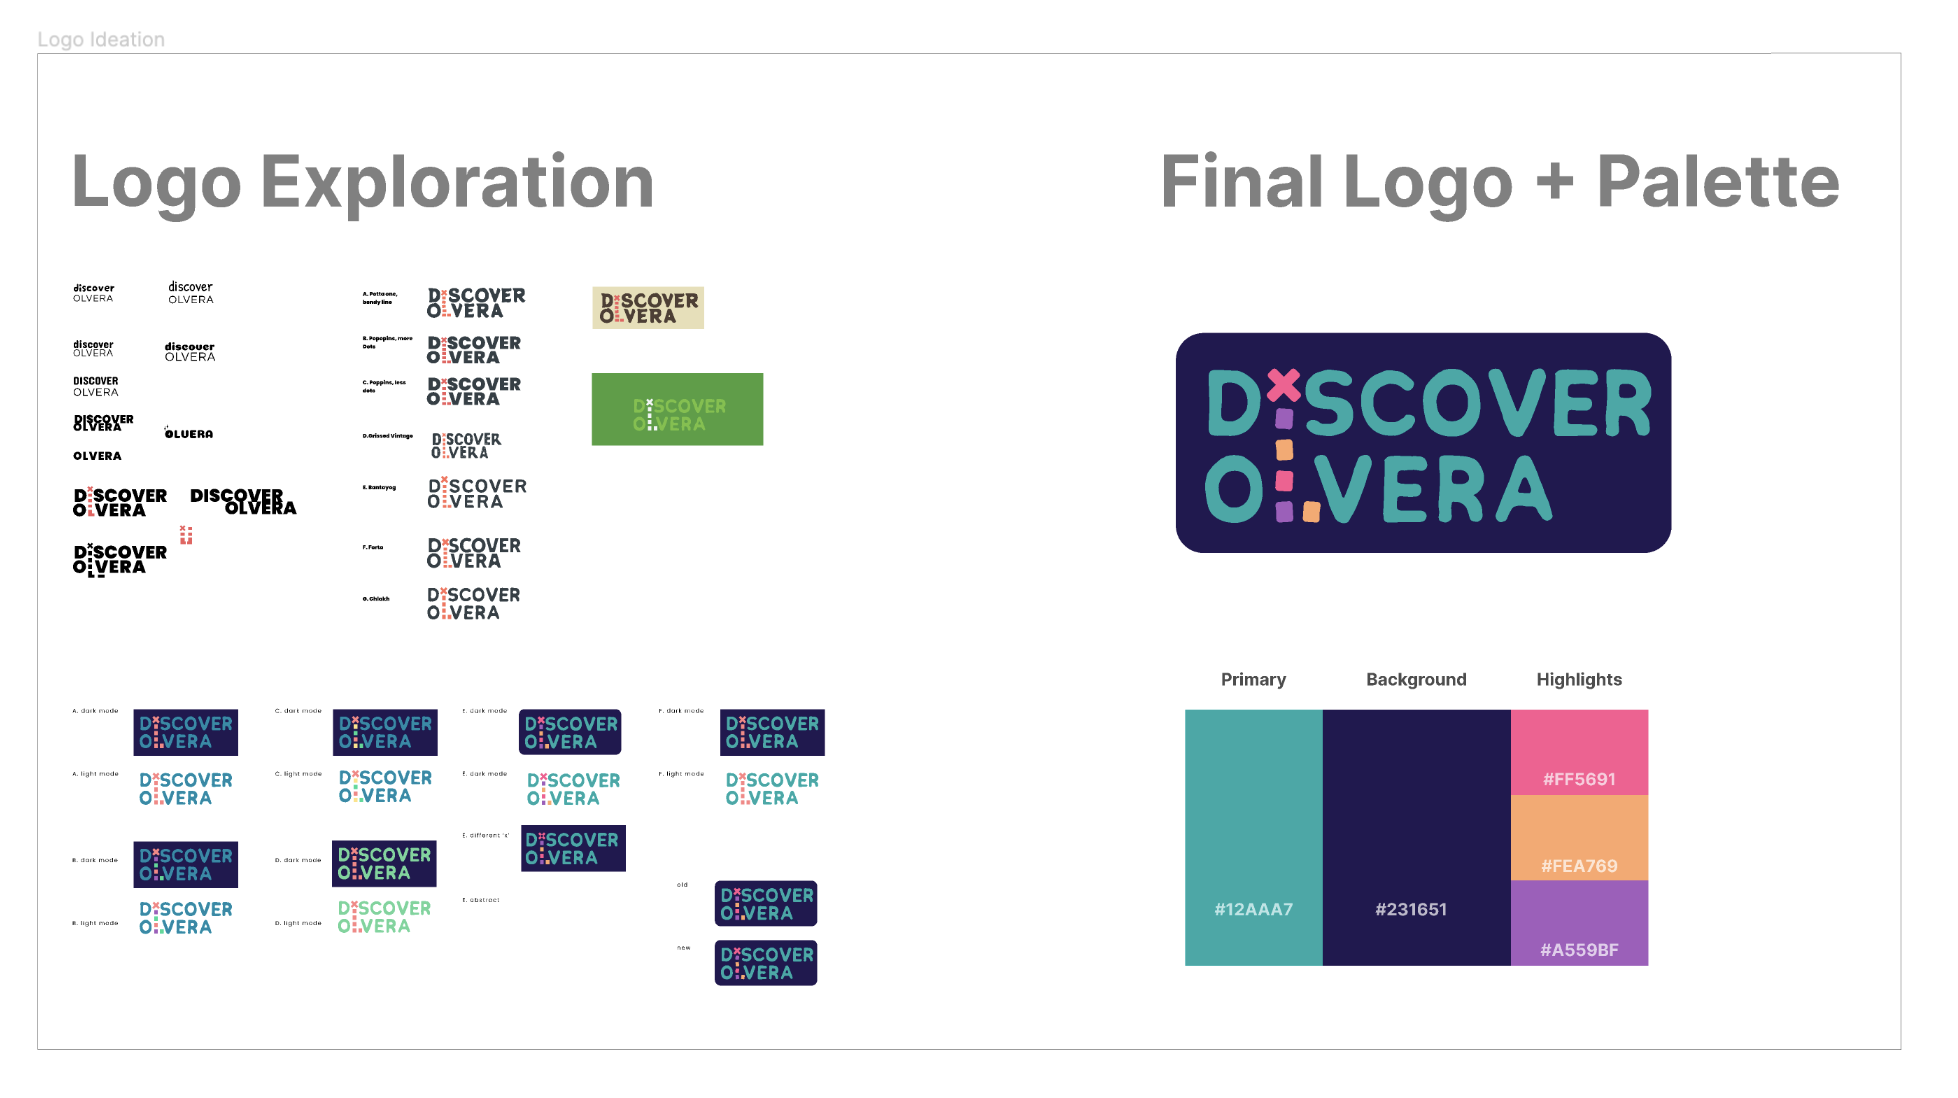 Logo Ideation
Logo Exploration
discover
OLVERA
discover
OLVERA
discover
OLVERA
discover
OLVERA
DISCOVER
OLVERA
DISCOVER
OLVERA
OLVERA
OLVERA
DISCOVER
OLVERA
DISCOVER
OLVERA
DISCOVER
OLVERA
bendy line
DISCOVER
OLVERA
B. Popopins, more
Dots
DISCOVER
OLVERA
C. Poppins, less
dots
DISCOVER
OLVERA
D.Grissed Vintage
DISCOVER
OLVERA
E. Bantayog
DISCOVER
OLVERA
DISCOVER
OLVERA
G. Ghiakh
DISCOVER
OLVERA
DISCOVER
OLVERA
DISCOVER
OLVERA
A. dark mode
DISCOVER
OLVERA
A. light mode
DISCOVER
OLVERA
B. dark mode
DISCOVER
OLVERA
B. light mode
DISCOVER
OLVERA
C. dark mode
DISCOVER
OLVERA
C. light mode
DISCOVER
OLVERA
D. dark mode
DISCOVER
OLVERA
D. light mode
DISCOVER
OLVERA
E. dark mode
DISCOVER
OLVERA
E. dark mode
DISCOVER
OLVERA
E. different 'x'
DISCOVER
OLVERA
E. abstract
F. dark mode
DISCOVER
OLVERA
F. light mode
DISCOVER
OLVERA
old
DISCOVER
OLVERA
new
DISCOVER
OLVERA
Final Logo + Palette
DiSCOVER
OLVERA
Primary
Background
Highlights
#12AAA7
#231651
#FF5691
#FEA769
#A559BF